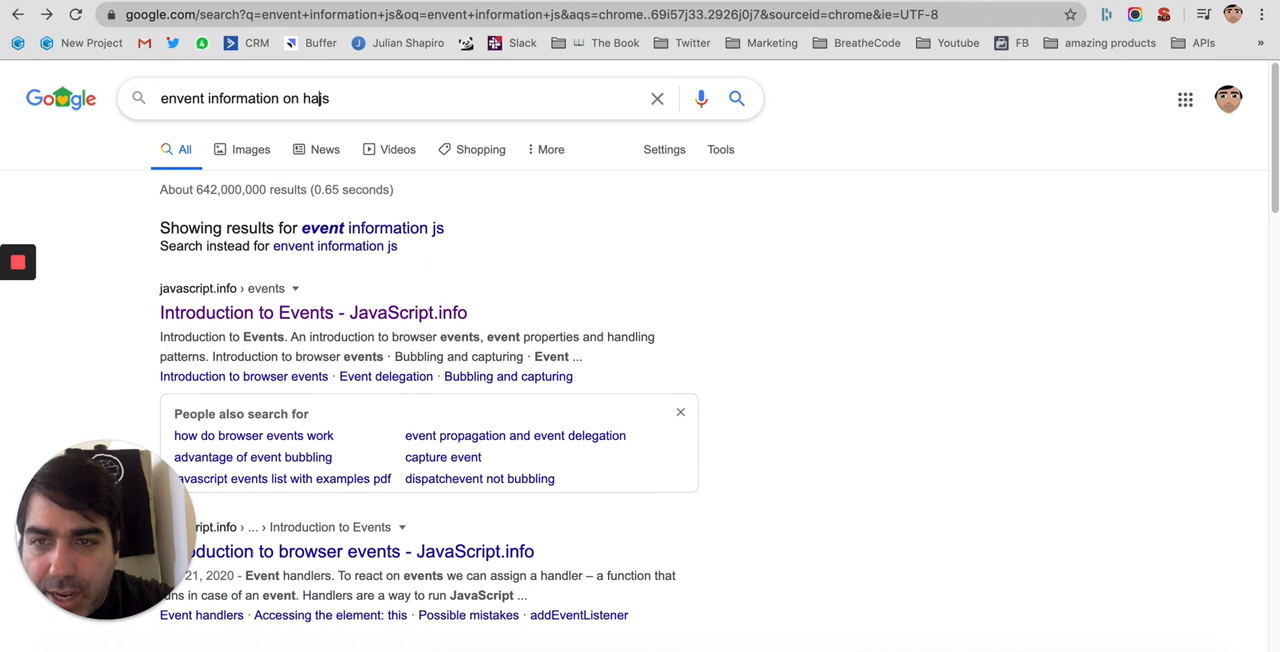 google.com/search?q=envent+information+js&oq=envent+information+js&aqs=chrome..69i57j33.2926j0j7&sourceid=chrome&ie=UTF-8
New Project CRM Buffer Julian Shapiro Slack The Book Twitter Marketing BreatheCode Youtube FB amazing products APIs »
Google envent information on hajs
All Images News Videos Shopping More Settings Tools
About 642,000,000 results (0.65 seconds)
Showing results for event information js
Search instead for envent information js
javascript.info › events
Introduction to Events - JavaScript.info
Introduction to Events. An introduction to browser events, event properties and handling
patterns. Introduction to browser events · Bubbling and capturing · Event ...
Introduction to browser events · Event delegation · Bubbling and capturing
People also search for
how do browser events work event propagation and event delegation
advantage of event bubbling capture event
javascript events list with examples pdf dispatchevent not bubbling
ript.info › ... › Introduction to Events
oduction to browser events - JavaScript.info
21, 2020 - Event handlers. To react on events we can assign a handler – a function that
uns in case of an event. Handlers are a way to run JavaScript ...
Event handlers · Accessing the element: this · Possible mistakes · addEventListener